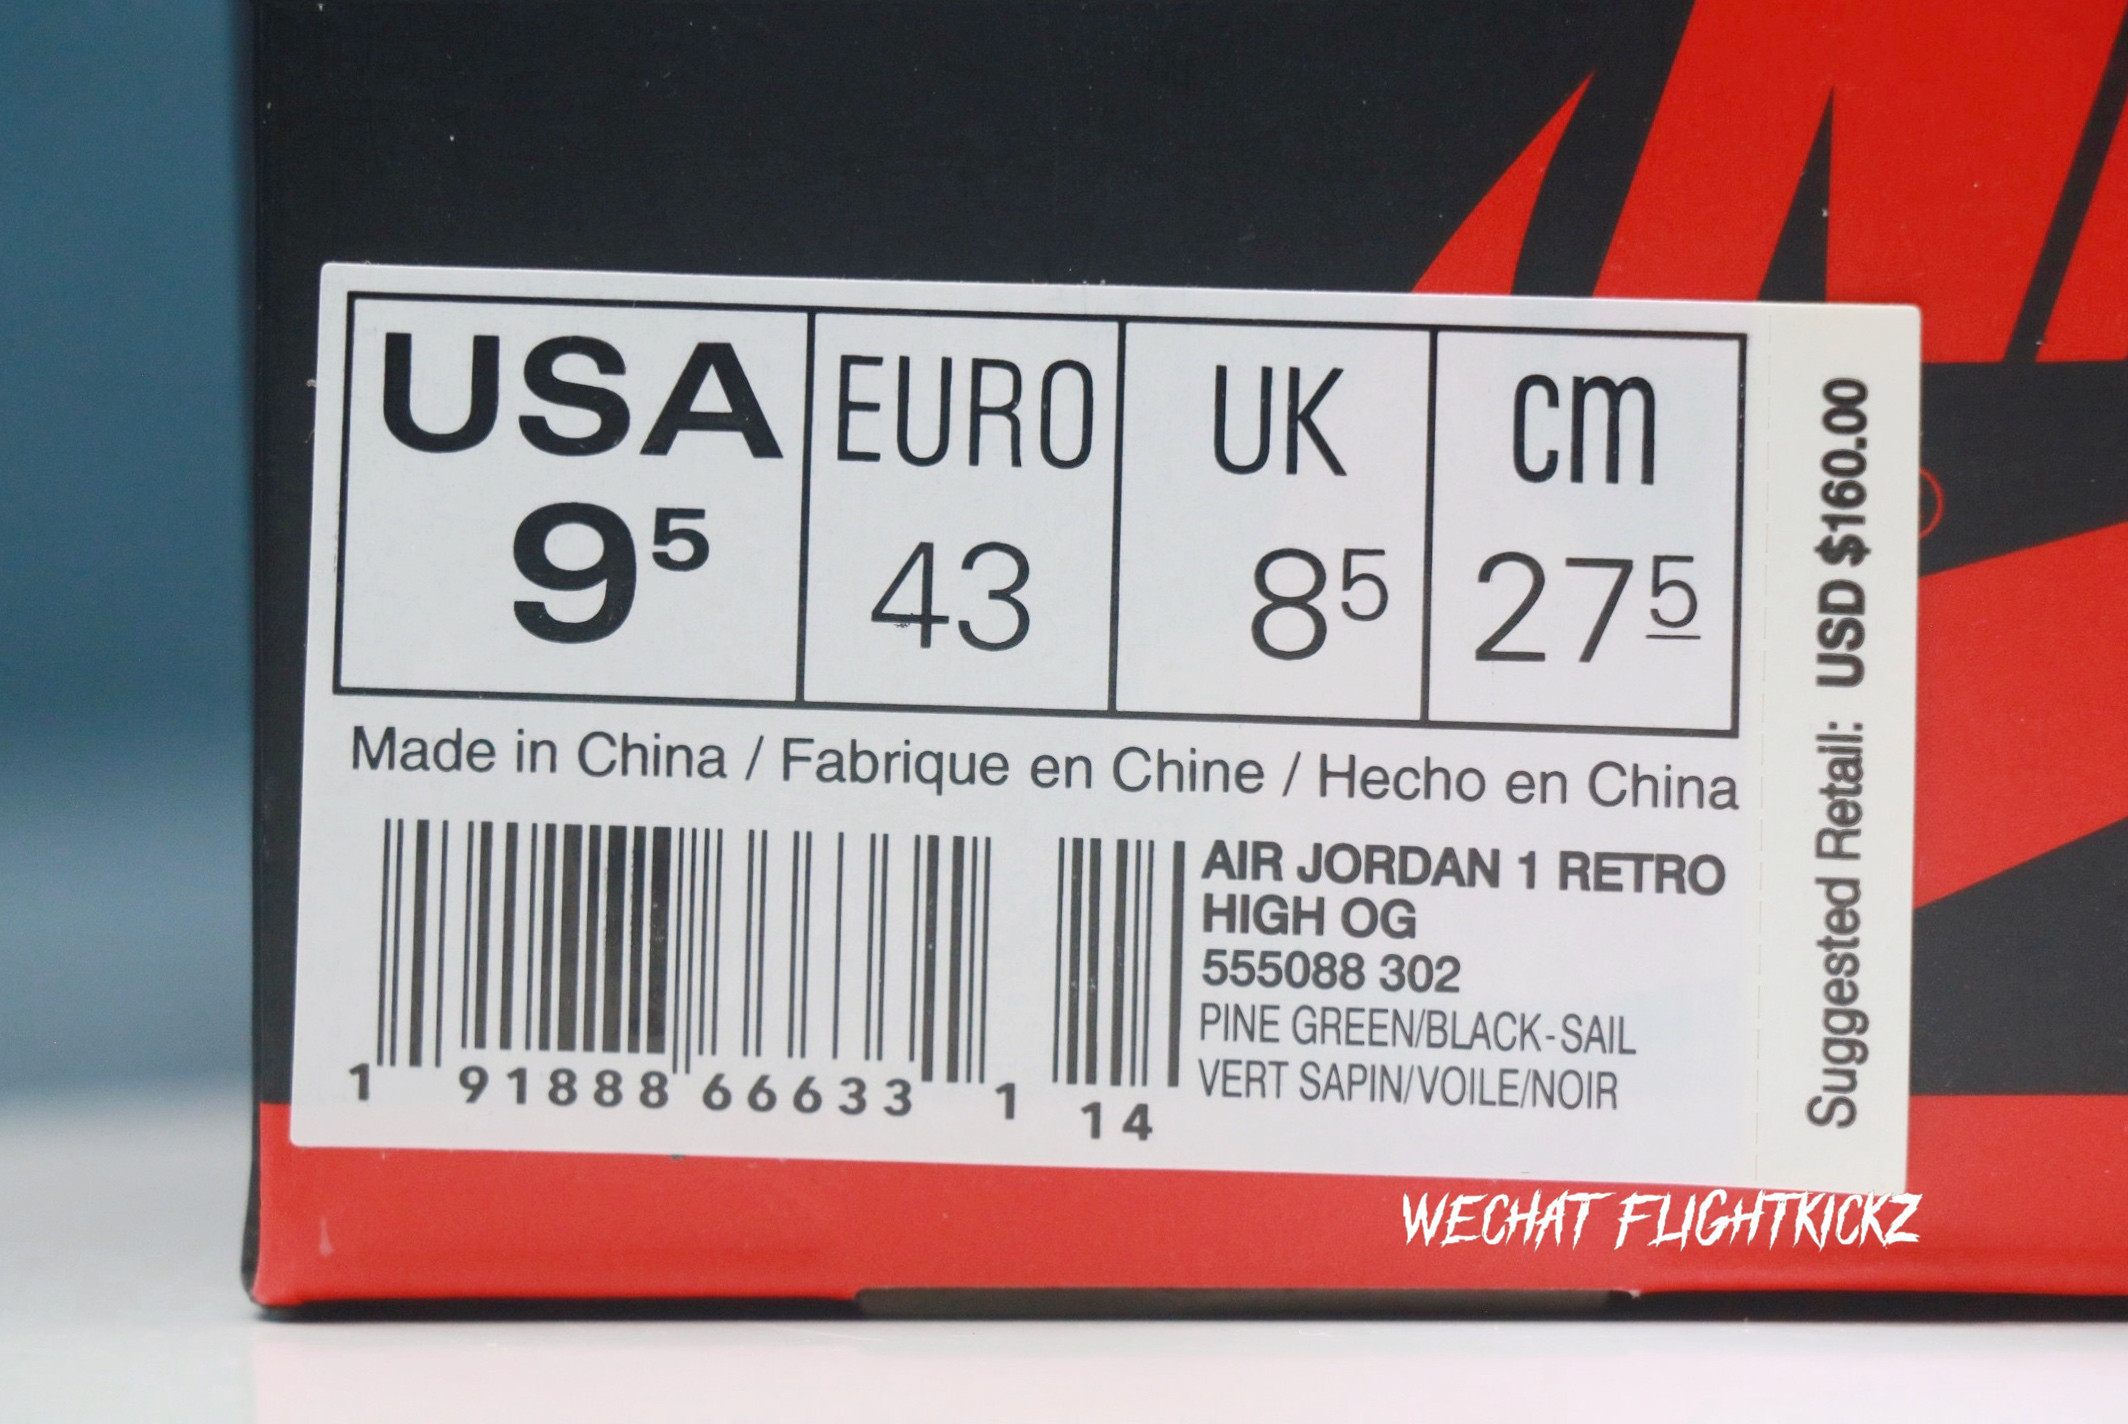 USA EURO UK cm
9⁵ 43 8⁵ 27⁵
Made in China / Fabrique en Chine / Hecho en China
AIR JORDAN 1 RETRO
HIGH OG
555088 302
PINE GREEN/BLACK-SAIL
VERT SAPIN/VOILE/NOIR
1 91888 66633 1 14
Suggested Retail: USD $160.00
WECHAT FLIGHTKICKZ